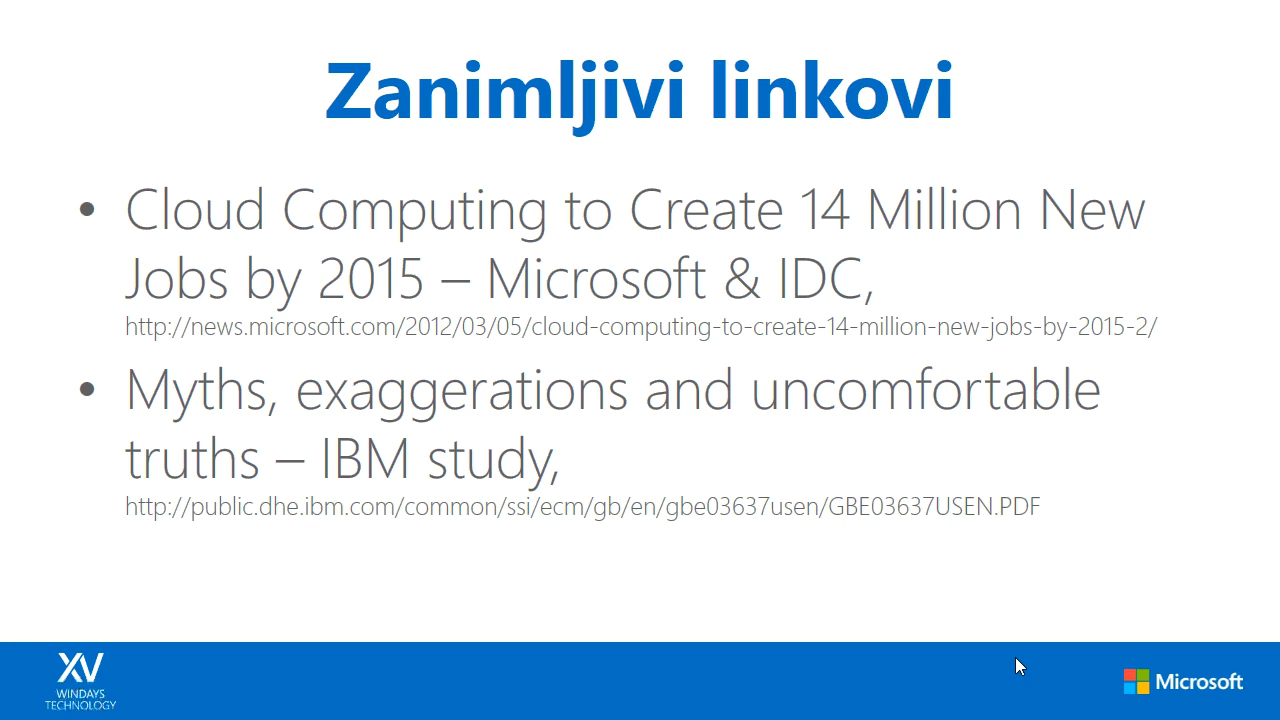 Zanimljivi linkovi
• Cloud Computing to Create 14 Million New
Jobs by 2015 – Microsoft & IDC,
http://news.microsoft.com/2012/03/05/cloud-computing-to-create-14-million-new-jobs-by-2015-2/
• Myths, exaggerations and uncomfortable
truths – IBM study,
http://public.dhe.ibm.com/common/ssi/ecm/gb/en/gbe03637usen/GBE03637USEN.PDF
XV
WINDAYS
TECHNOLOGY
Microsoft